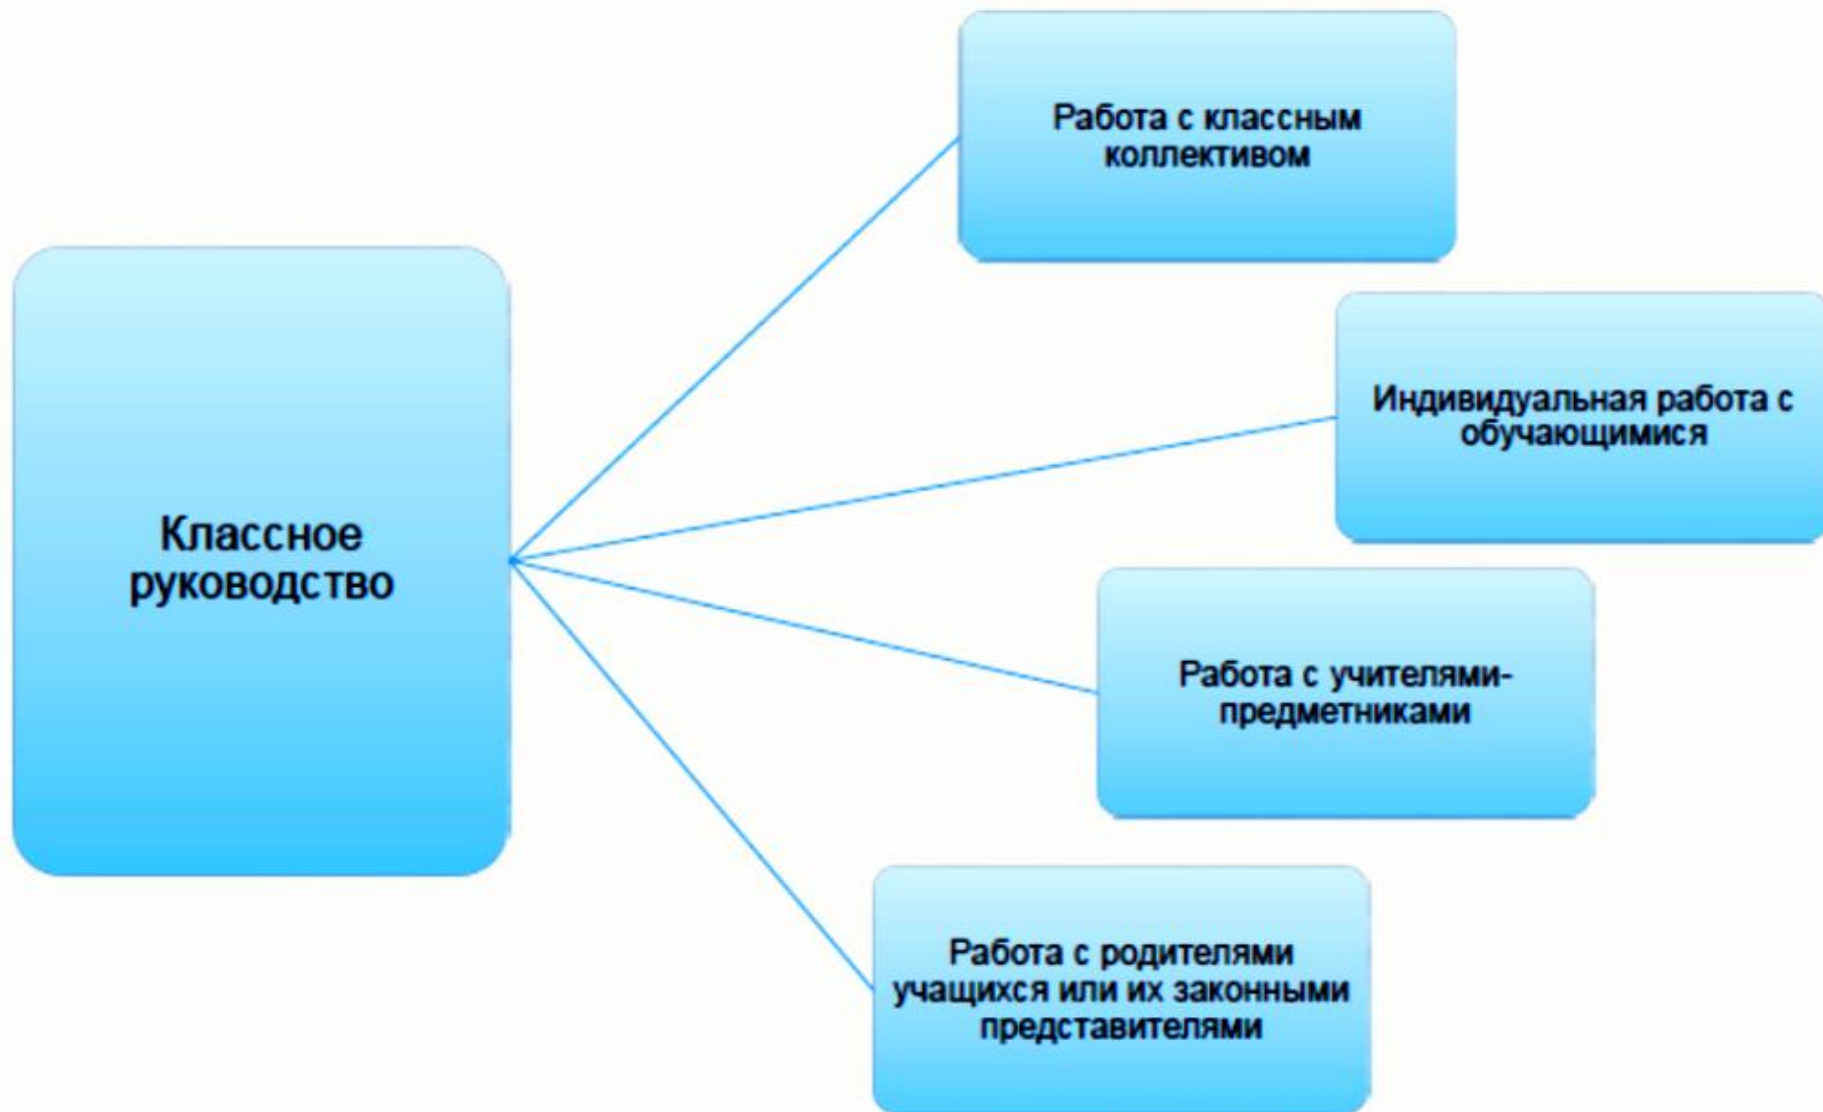 Классное
руководство
Работа с классным
коллективом
Индивидуальная работа с
обучающимися
Работа с учителями-
предметниками
Работа с родителями
учащихся или их законными
представителями